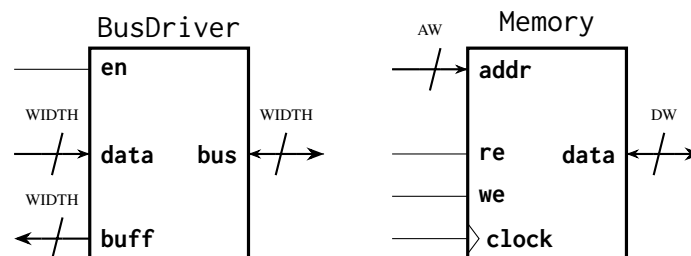 BusDriver
en
WIDTH
data
bus
WIDTH
WIDTH
buff
Memory
AW
addr
re
data
DW
we
clock